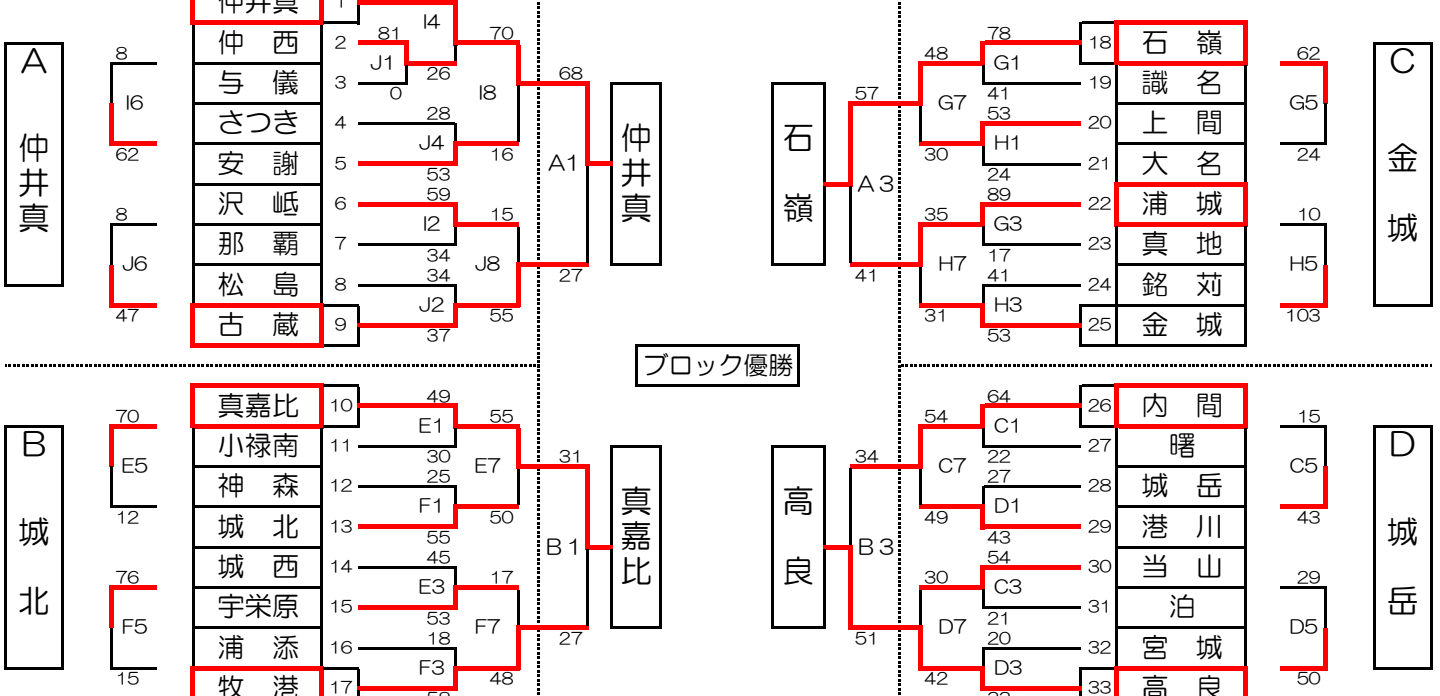 A
仲井真
8
I6
62
8
J6
47
仲井真 1
仲西 2
与儀 3
さつき 4
安謝 5
沢岻 6
那覇 7
松島 8
古蔵 9
I4
70
81
J1
26
0
I8
28
J4
16
53
59
I2
15
34
34
J8
J2
55
37
68
A1
27
仲井真
B
城北
70
E5
12
76
F5
15
真嘉比 10
小禄南 11
神森 12
城北 13
城西 14
宇栄原 15
浦添 16
牧港 17
49
E1
55
30
25
E7
F1
50
55
45
E3
17
53
18
F7
F3
48
31
B1
27
真嘉比
ブロック優勝
石嶺
57
A3
41
48
G7
30
35
H7
31
78
G1
41
53
H1
24
89
G3
17
41
H3
53
18 石嶺
19 識名
20 上間
21 大名
22 浦城
23 真地
24 銘苅
25 金城
62
G5
24
10
H5
103
C
金城
高良
34
B3
51
54
C7
49
30
D7
42
64
C1
22
27
D1
43
54
C3
21
20
D3
26 内間
27 曙
28 城岳
29 港川
30 当山
31 泊
32 宮城
33 高良
15
C5
43
29
D5
50
D
城岳